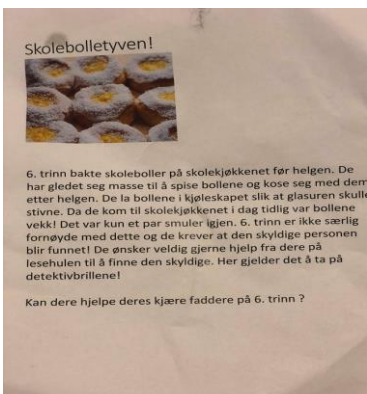 Skolebolletyven!
6. trinn bakte skoleboller på skolekjøkkenet før helgen. De
har gledet seg masse til å spise bollene og kose seg med dem
etter helgen. De la bollene i kjøleskapet slik at glasuren skulle
stivne. Da de kom til skolekjøkkenet i dag tidlig var bollene
vekk! Det var kun et par smuler igjen. 6. trinn er ikke særlig
fornøyde med dette og de krever at den skyldige personen
blir funnet! De ønsker veldig gjerne hjelp fra dere på
lesehulen til å finne den skyldige. Her gjelder det å ta på
detektivbrillene!
Kan dere hjelpe deres kjære faddere på 6. trinn ?